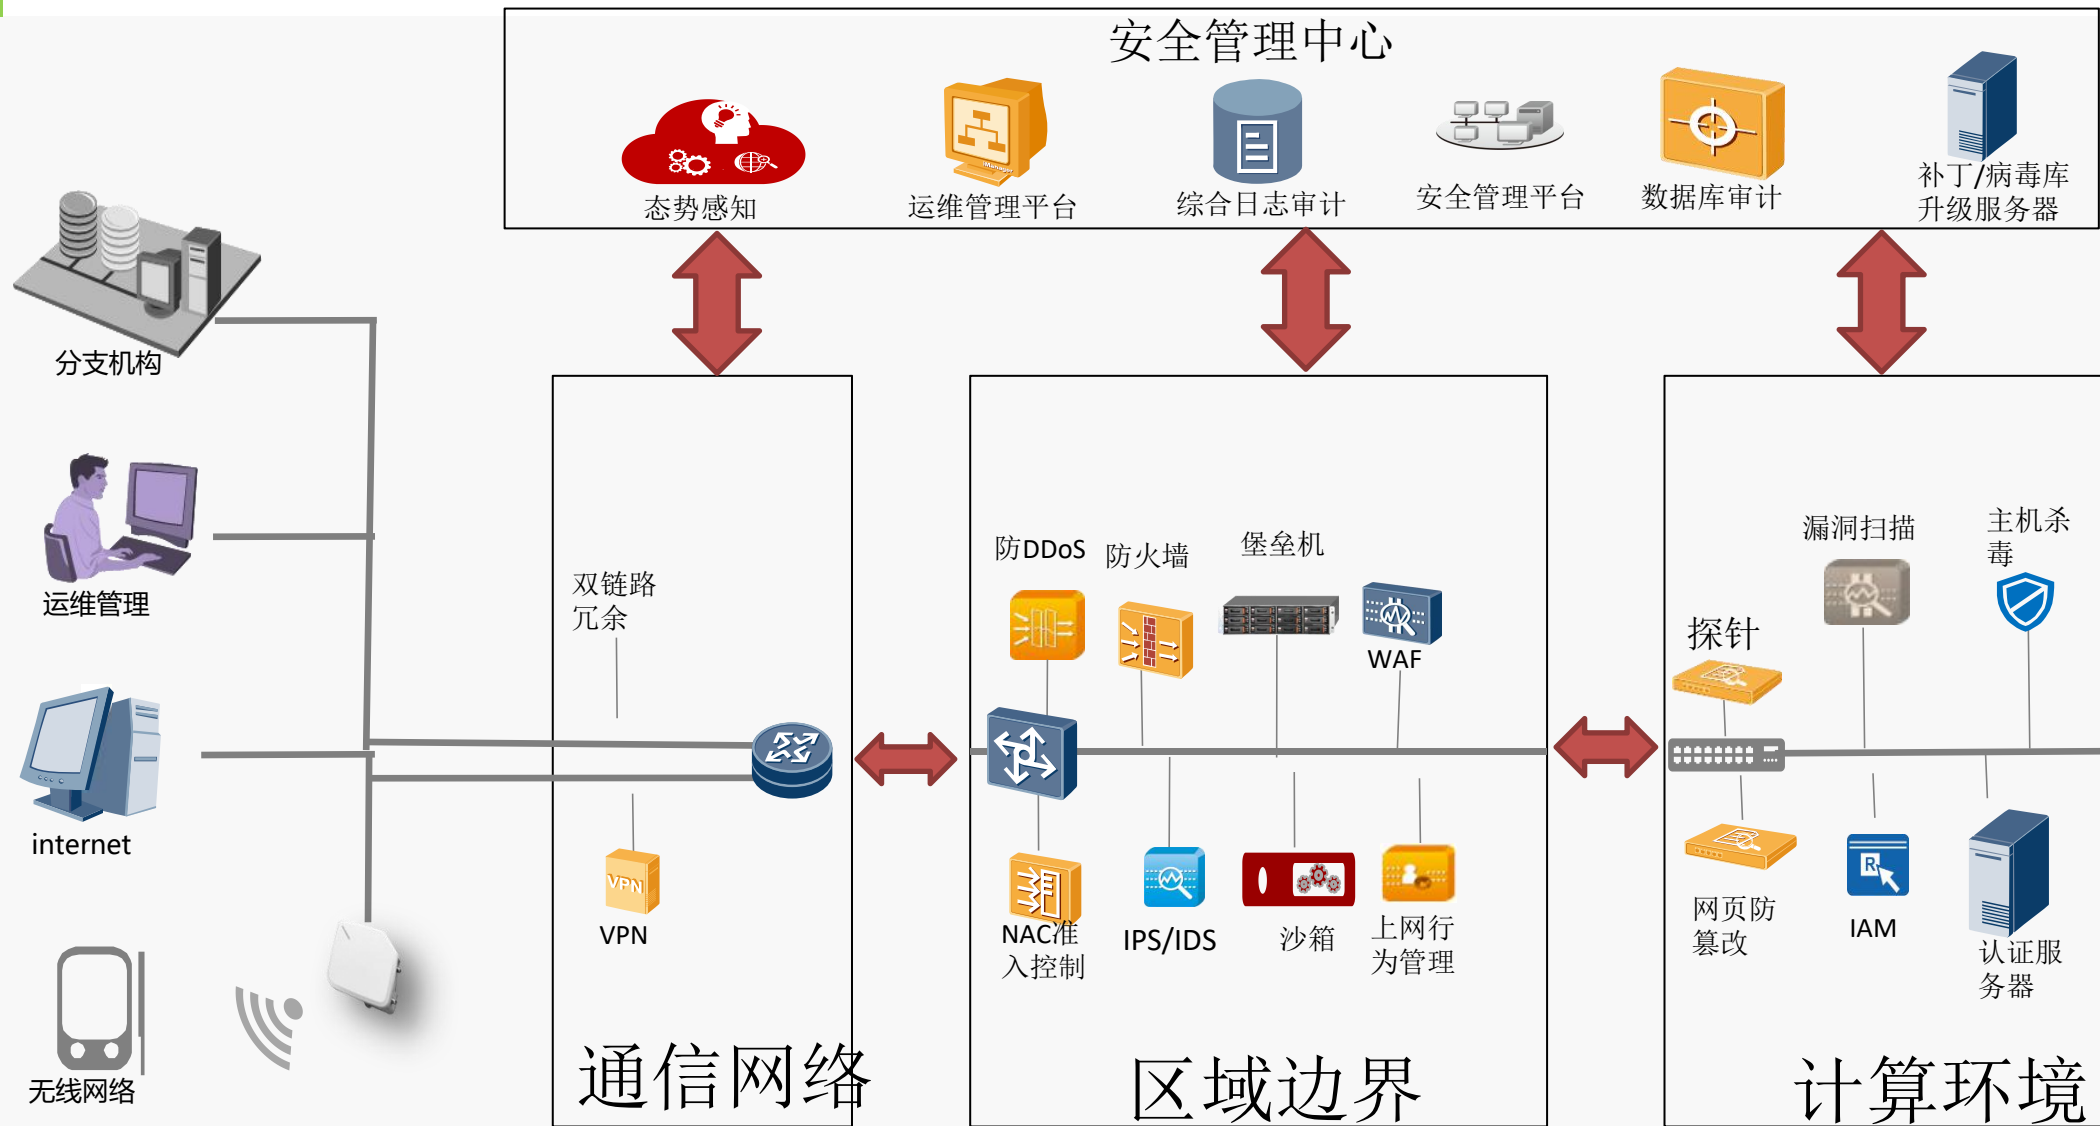 安全管理中心
态势感知
运维管理平台
综合日志审计
安全管理平台
数据库审计
补丁/病毒库
升级服务器
iManager
分支机构
运维管理
internet
无线网络
双链路
冗余
VPN
VPN
通信网络
防DDoS
防火墙
堡垒机
WAF
NAC准
入控制
IPS/IDS
沙箱
上网行
为管理
区域边界
漏洞扫描
主机杀
毒
探针
网页防
篡改
R
IAM
认证服
务器
计算环境